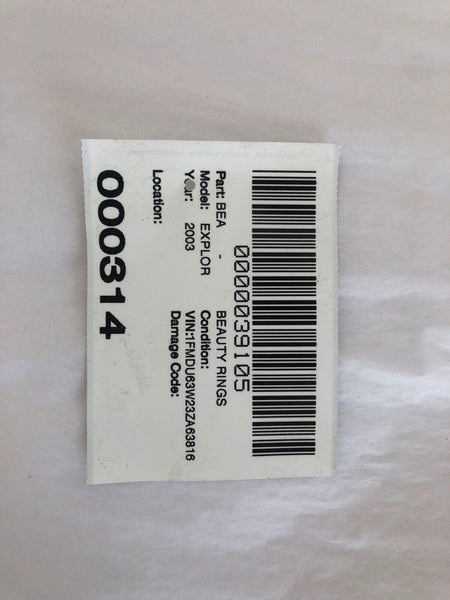 0000039105
Part: BEA - BEAUTY RINGS
Model: EXPLOR Condition:
Year: 2003 VIN:1FMDU63W23ZA63816
Damage Code:
Location:
000314